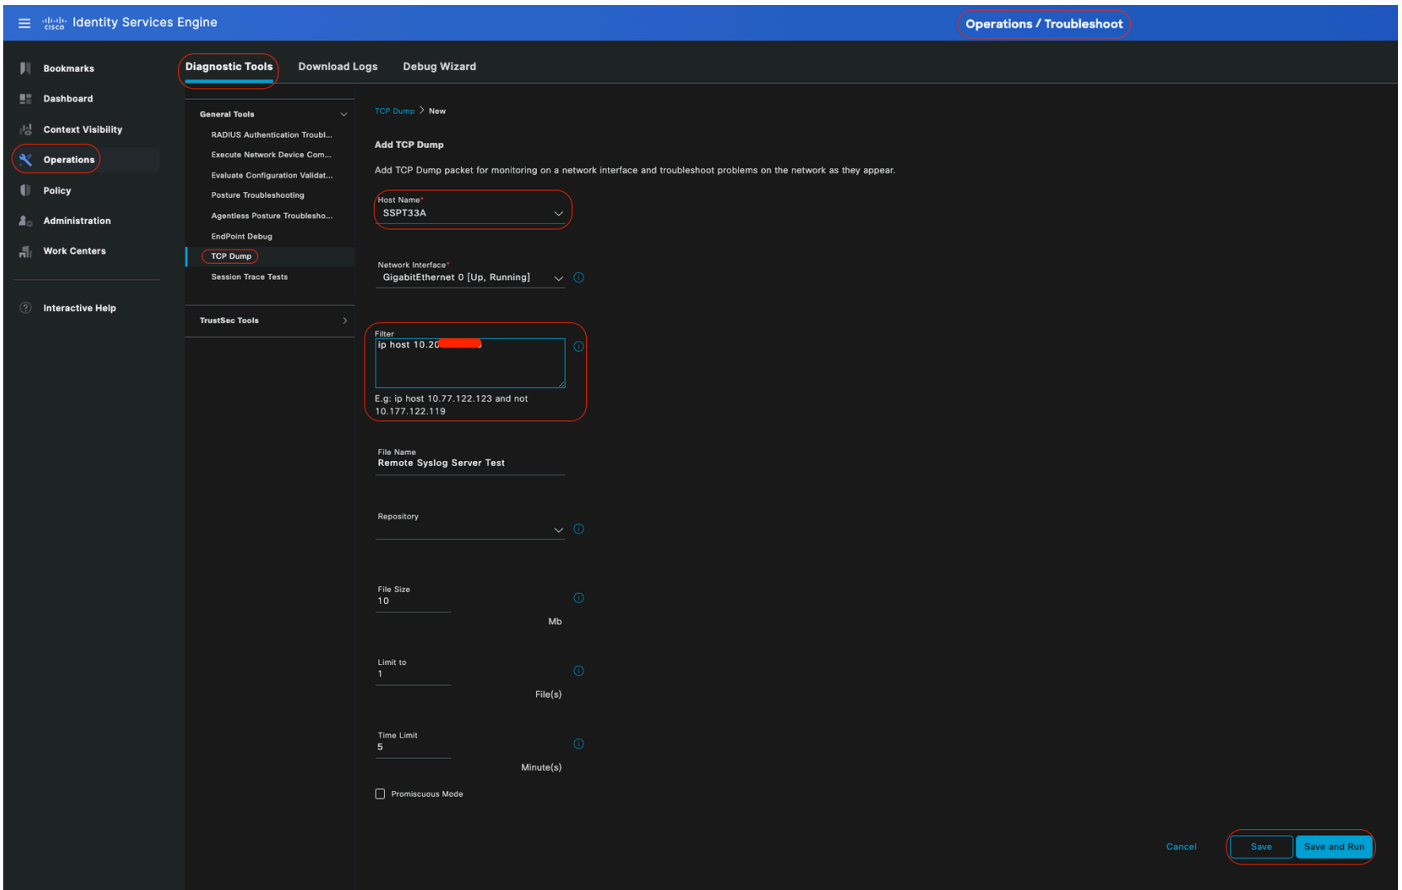 cisco Identity Services Engine
Operations / Troubleshoot
Bookmarks
Dashboard
Context Visibility
Operations
Policy
Administration
Work Centers
Interactive Help
Diagnostic Tools Download Logs Debug Wizard
General Tools
RADIUS Authentication Troubl...
Execute Network Device Com...
Evaluate Configuration Validat...
Posture Troubleshooting
Agentless Posture Troublesho...
EndPoint Debug
TCP Dump
Session Trace Tests
TrustSec Tools
TCP Dump > New
Add TCP Dump
Add TCP Dump packet for monitoring on a network interface and troubleshoot problems on the network as they appear.
Host Name*
SSPT33A
Network Interface*
GigabitEthernet 0 [Up, Running]
Filter
ip host 10.20
E.g: ip host 10.77.122.123 and not
10.177.122.119
File Name
Remote Syslog Server Test
Repository
File Size
10
Mb
Limit to
1
File(s)
Time Limit
5
Minute(s)
Promiscuous Mode
Cancel Save Save and Run